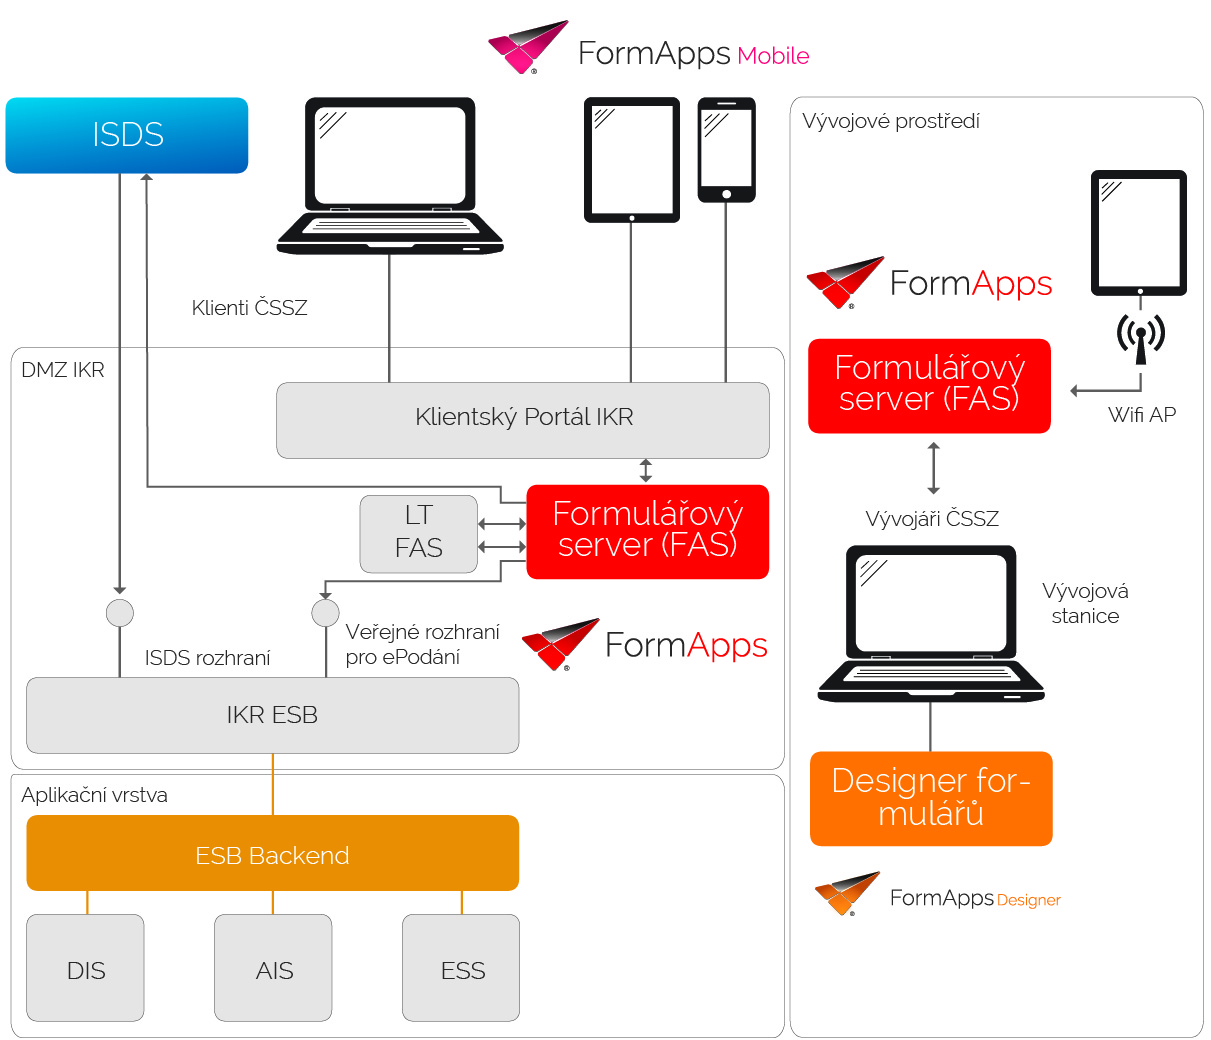 FormApps Mobile
ISDS
Klienti ČSSZ
DMZ IKR
Klientský Portál IKR
LT
FAS
Formulářový
server (FAS)
ISDS rozhraní
Veřejné rozhraní
pro ePodání
FormApps
IKR ESB
Aplikační vrstva
ESB Backend
DIS
AIS
ESS
Vývojové prostředí
FormApps
Formulářový
server (FAS)
Wifi AP
Vývojáři ČSSZ
Vývojová
stanice
Designer for-
mulářů
FormApps Designer